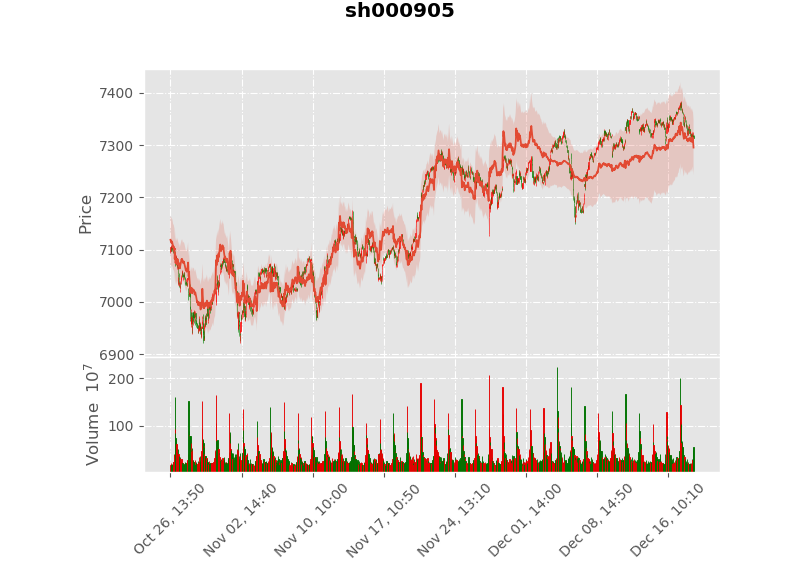 sh000905
Price
7400
7300
7200
7100
7000
6900
Volume 10^7
200
100
Oct 26, 13:50
Nov 02, 14:40
Nov 10, 10:00
Nov 17, 10:50
Nov 24, 13:10
Dec 01, 14:00
Dec 08, 14:50
Dec 16, 10:10